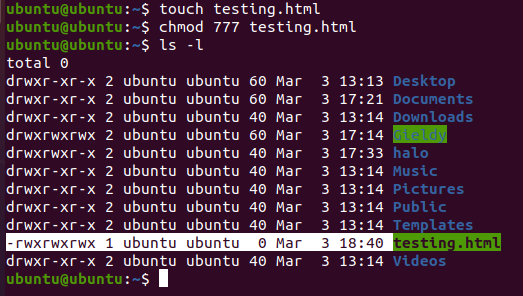 ubuntu@ubuntu:~$ touch testing.html
ubuntu@ubuntu:~$ chmod 777 testing.html
ubuntu@ubuntu:~$ ls -l
total 0
drwxr-xr-x 2 ubuntu ubuntu 60 Mar  3 13:13 Desktop
drwxr-xr-x 2 ubuntu ubuntu 60 Mar  3 17:21 Documents
drwxr-xr-x 2 ubuntu ubuntu 40 Mar  3 13:14 Downloads
drwxrwxrwx 2 ubuntu ubuntu 60 Mar  3 17:14 Gieldy
drwxr-xr-x 2 ubuntu ubuntu 40 Mar  3 17:33 halo
drwxr-xr-x 2 ubuntu ubuntu 40 Mar  3 13:14 Music
drwxr-xr-x 2 ubuntu ubuntu 40 Mar  3 13:14 Pictures
drwxr-xr-x 2 ubuntu ubuntu 40 Mar  3 13:14 Public
drwxr-xr-x 2 ubuntu ubuntu 40 Mar  3 13:14 Templates
-rwxrwxrwx 1 ubuntu ubuntu  0 Mar  3 18:40 testing.html
drwxr-xr-x 2 ubuntu ubuntu 40 Mar  3 13:14 Videos
ubuntu@ubuntu:~$